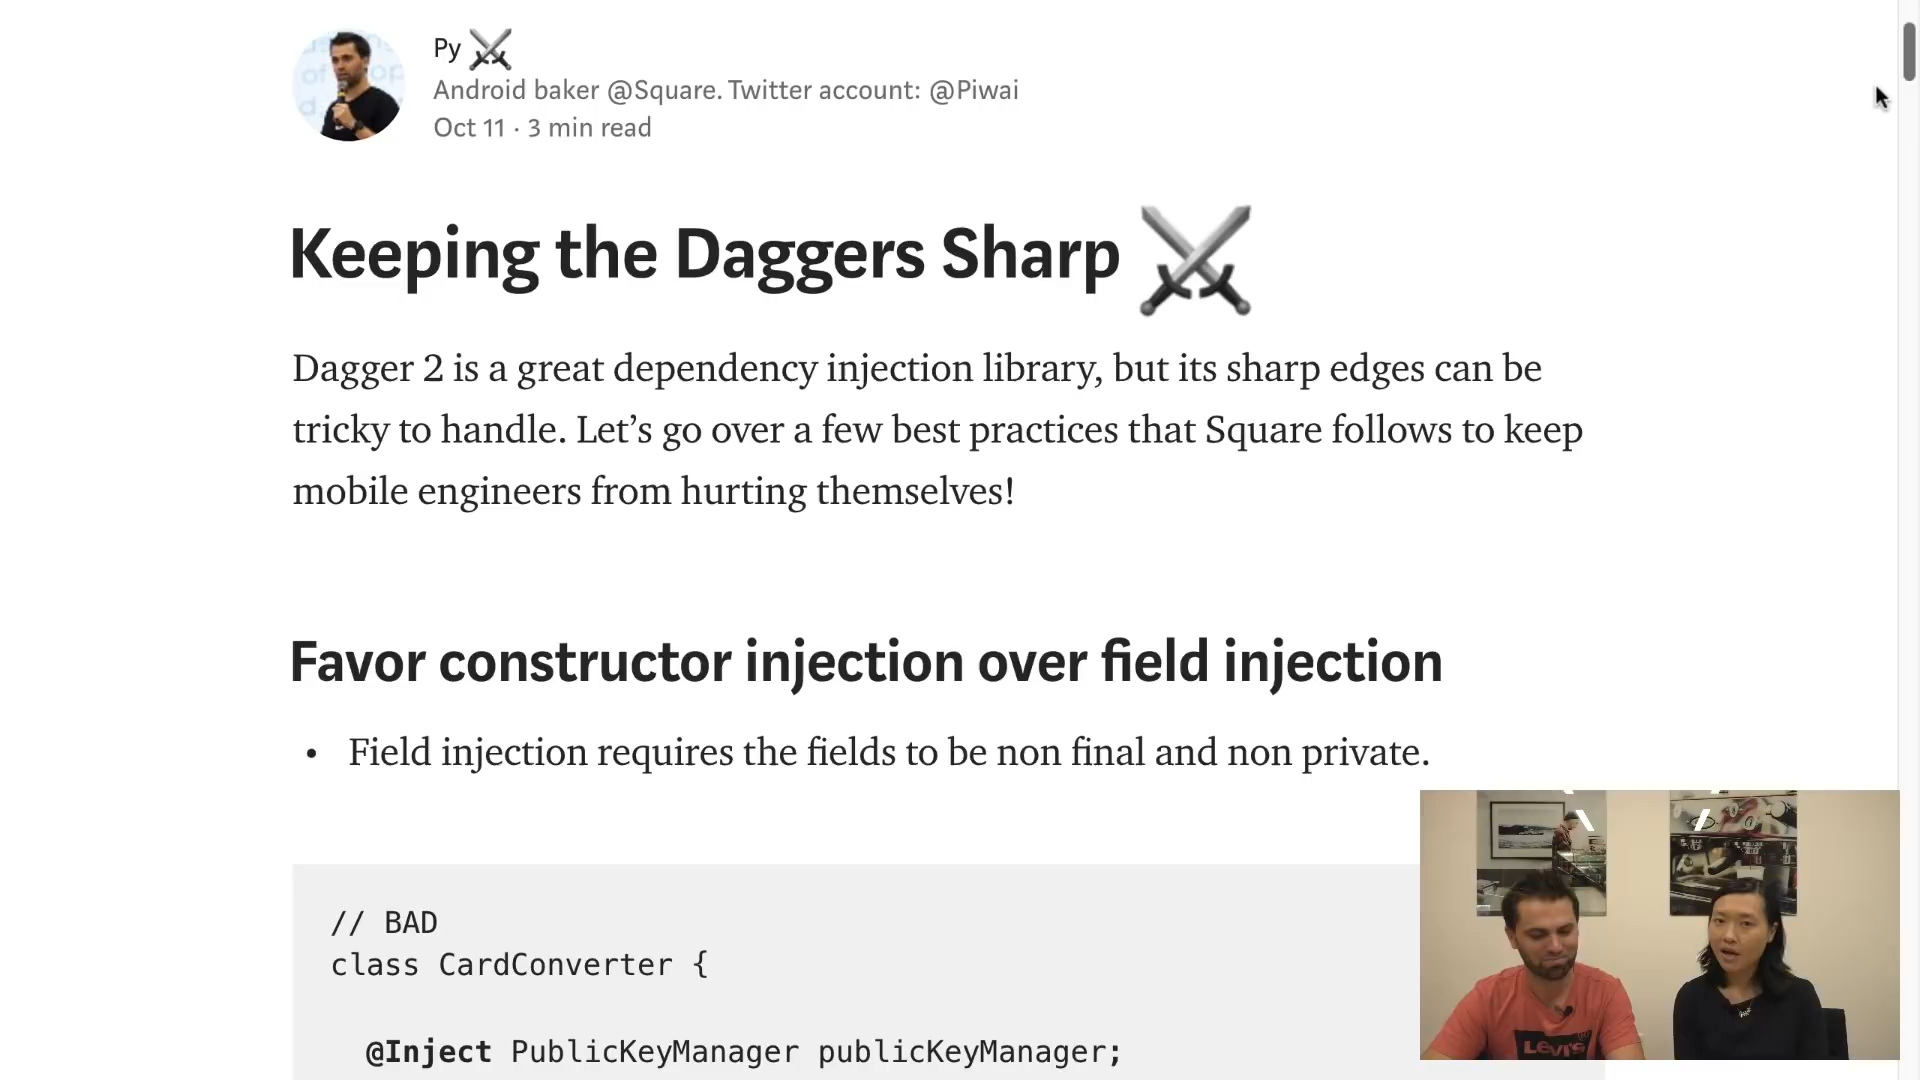 Py
Android baker @Square. Twitter account: @Piwai
Oct 11 · 3 min read
Keeping the Daggers Sharp
Dagger 2 is a great dependency injection library, but its sharp edges can be
tricky to handle. Let’s go over a few best practices that Square follows to keep
mobile engineers from hurting themselves!
Favor constructor injection over field injection
• Field injection requires the fields to be non final and non private.
// BAD
class CardConverter {
@Inject PublicKeyManager publicKeyManager;
LEVI'S